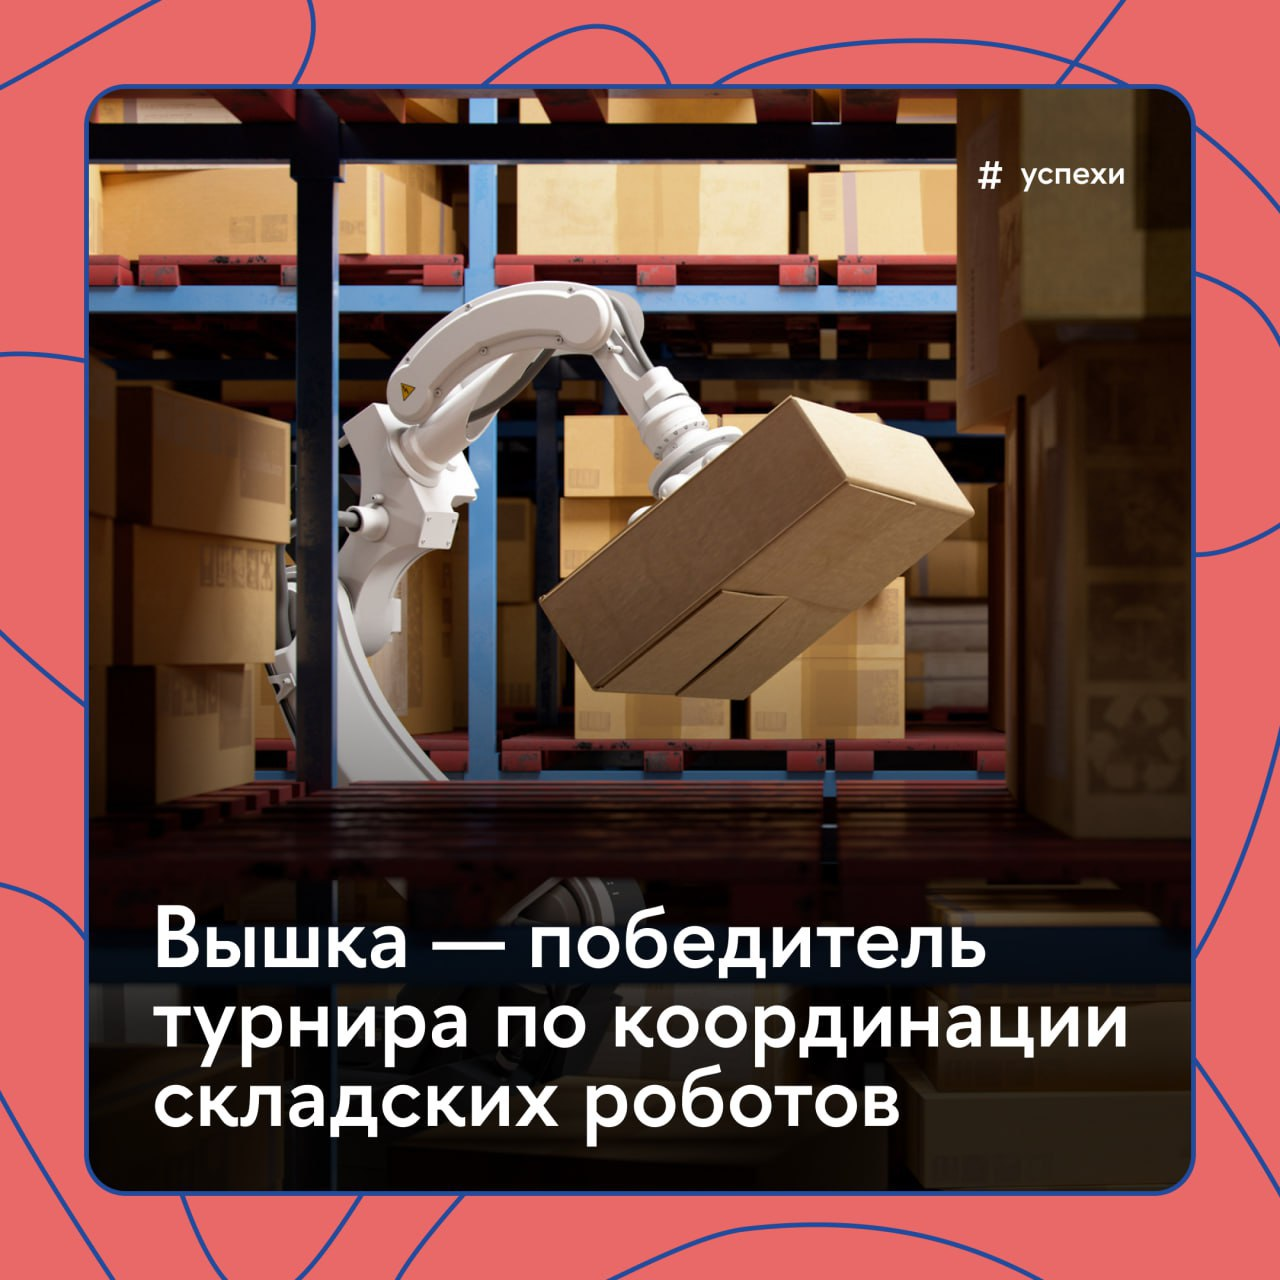 # успехи
Вышка — победитель
турнира по координации
складских роботов